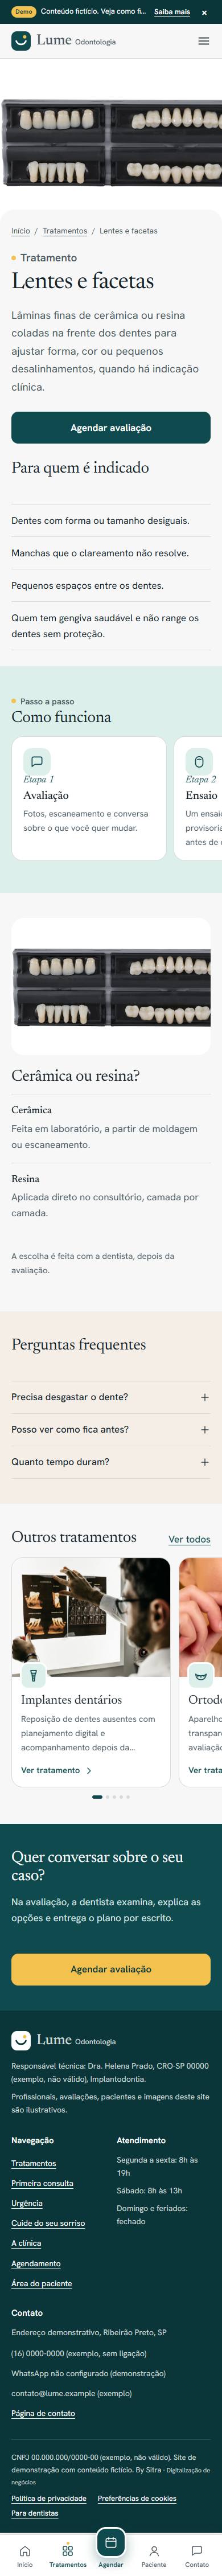 Demo Conteúdo fictício. Veja como fi... Saiba mais ×
Lume Odontologia
Início / Tratamentos / Lentes e facetas
Tratamento
Lentes e facetas
Lâminas finas de cerâmica ou resina
coladas na frente dos dentes para
ajustar forma, cor ou pequenos
desalinhamentos, quando há indicação
clínica.
Agendar avaliação
Para quem é indicado
Dentes com forma ou tamanho desiguais.
Manchas que o clareamento não resolve.
Pequenos espaços entre os dentes.
Quem tem gengiva saudável e não range os
dentes sem proteção.
Passo a passo
Como funciona
Etapa 1
Avaliação
Fotos, escaneamento e conversa
sobre o que você quer mudar.
Etapa 2
Ensaio
Um ensaio
provisório
antes de
Cerâmica ou resina?
Cerâmica
Feita em laboratório, a partir de moldagem
ou escaneamento.
Resina
Aplicada direto no consultório, camada por
camada.
A escolha é feita com a dentista, depois da
avaliação.
Perguntas frequentes
Precisa desgastar o dente?
Posso ver como fica antes?
Quanto tempo duram?
Outros tratamentos
Ver todos
Implantes dentários
Reposição de dentes ausentes com
planejamento digital e
acompanhamento depois da...
Ver tratamento
Ortodo
Aparelho
transpare
avaliação
Ver trata
Quer conversar sobre o seu
caso?
Na avaliação, a dentista examina, explica as
opções e entrega o plano por escrito.
Agendar avaliação
Lume Odontologia
Responsável técnica: Dra. Helena Prado, CRO-SP 00000
(exemplo, não válido), Implantodontia.
Profissionais, avaliações, pacientes e imagens deste site
são ilustrativos.
Navegação
Tratamentos
Primeira consulta
Urgência
Cuide do seu sorriso
A clínica
Agendamento
Área do paciente
Atendimento
Segunda a sexta: 8h às
19h
Sábado: 8h às 13h
Domingo e feriados:
fechado
Contato
Endereço demonstrativo, Ribeirão Preto, SP
(16) 0000-0000 (exemplo, sem ligação)
WhatsApp não configurado (demonstração)
contato@lume.example (exemplo)
Página de contato
CNPJ 00.000.000/0000-00 (exemplo, não válido). Site de
demonstração com conteúdo fictício. By Sitra · Digitalização de
negócios
Política de privacidade Preferências de cookies
Para dentistas
Início Tratamentos Agendar Paciente Contato